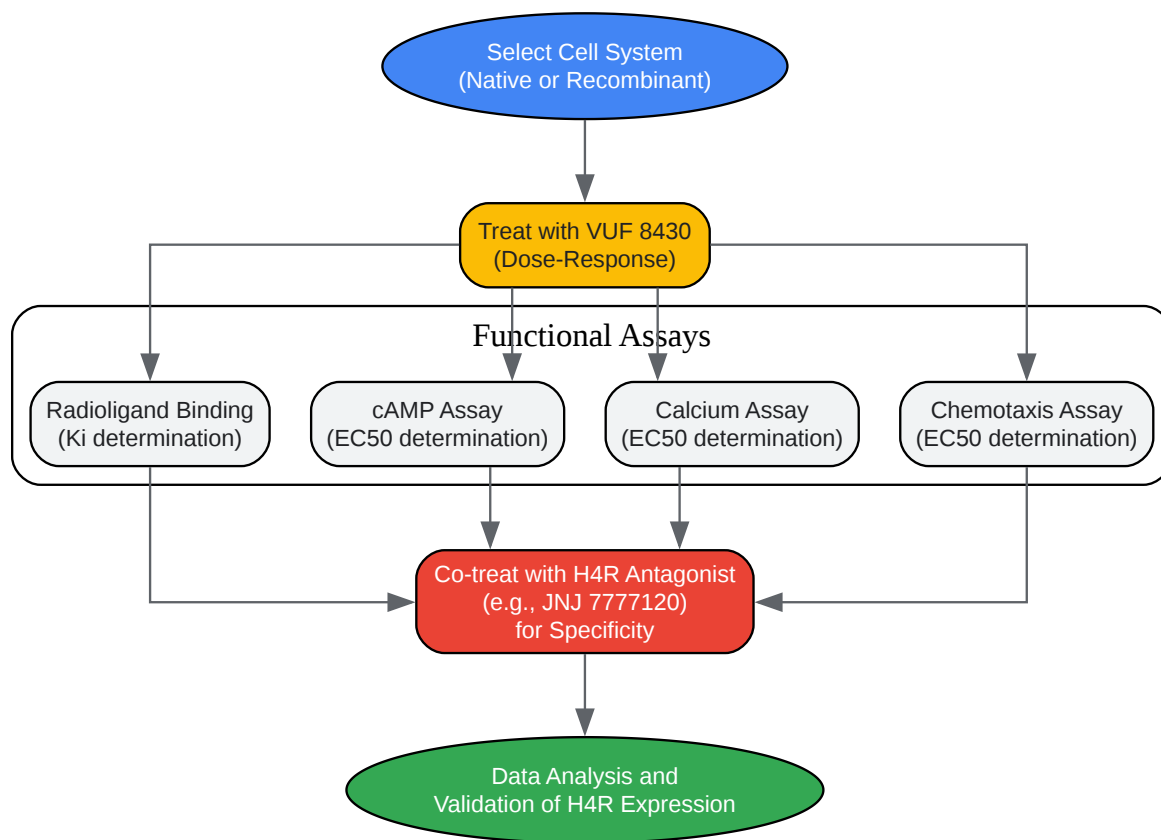 Select Cell System
(Native or Recombinant)
Treat with VUF 8430
(Dose-Response)
Functional Assays
Radioligand Binding
(Ki determination)
cAMP Assay
(EC50 determination)
Calcium Assay
(EC50 determination)
Chemotaxis Assay
(EC50 determination)
Co-treat with H4R Antagonist
(e.g., JNJ 7777120)
for Specificity
Data Analysis and
Validation of H4R Expression